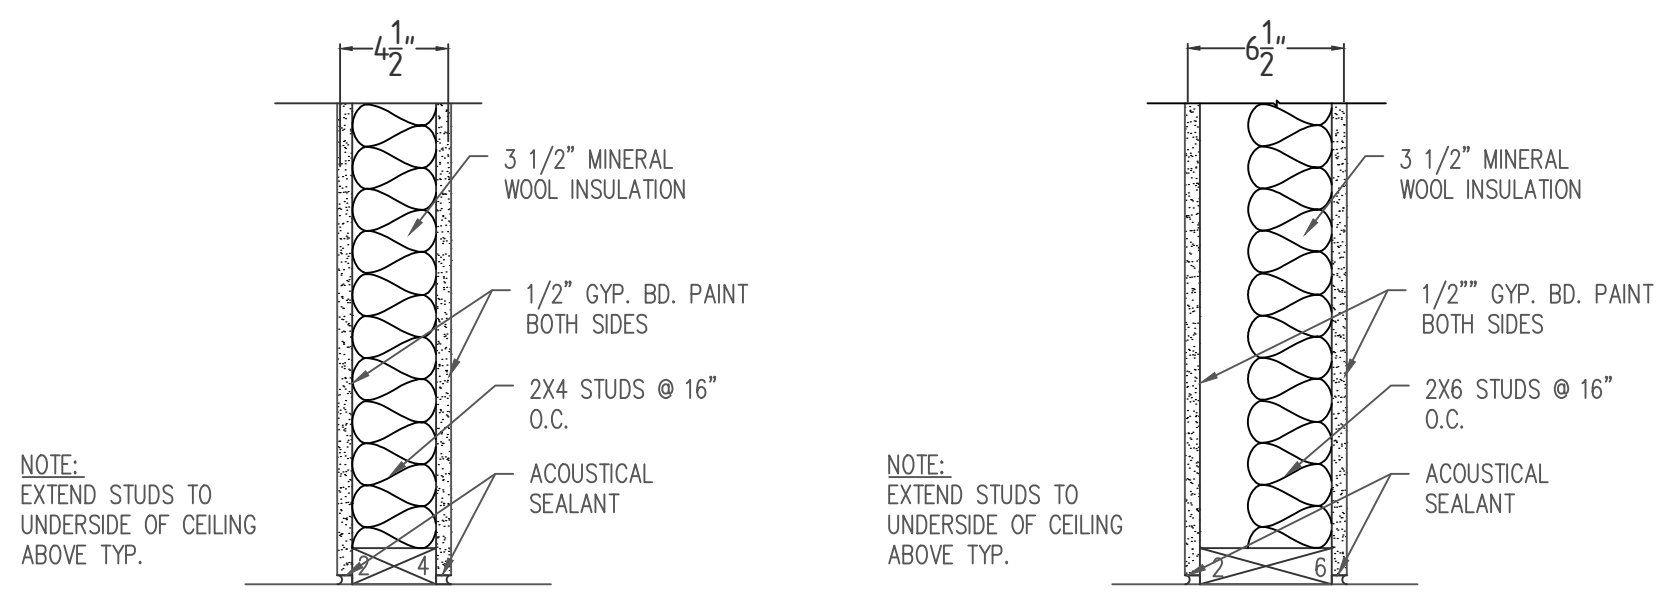 4 1/2"
3 1/2" MINERAL
WOOL INSULATION
1/2" GYP. BD. PAINT
BOTH SIDES
2X4 STUDS @ 16"
O.C.
ACOUSTICAL
SEALANT
NOTE:
EXTEND STUDS TO
UNDERSIDE OF CEILING
ABOVE TYP.
2 4
6 1/2"
3 1/2" MINERAL
WOOL INSULATION
1/2"" GYP. BD. PAINT
BOTH SIDES
2X6 STUDS @ 16"
O.C.
ACOUSTICAL
SEALANT
NOTE:
EXTEND STUDS TO
UNDERSIDE OF CEILING
ABOVE TYP.
2 6